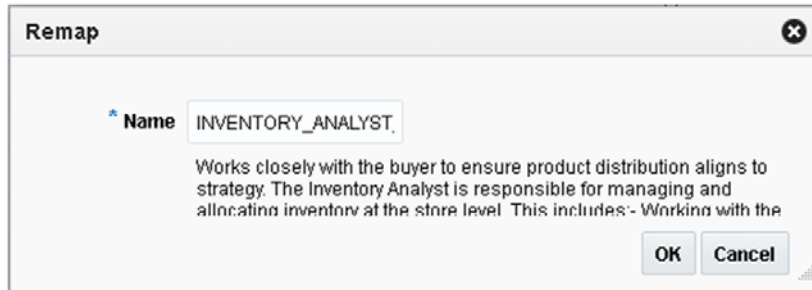 Remap
* Name INVENTORY_ANALYST_
Works closely with the buyer to ensure product distribution aligns to
strategy. The Inventory Analyst is responsible for managing and
allocating inventory at the store level. This includes:- Working with the
OK Cancel